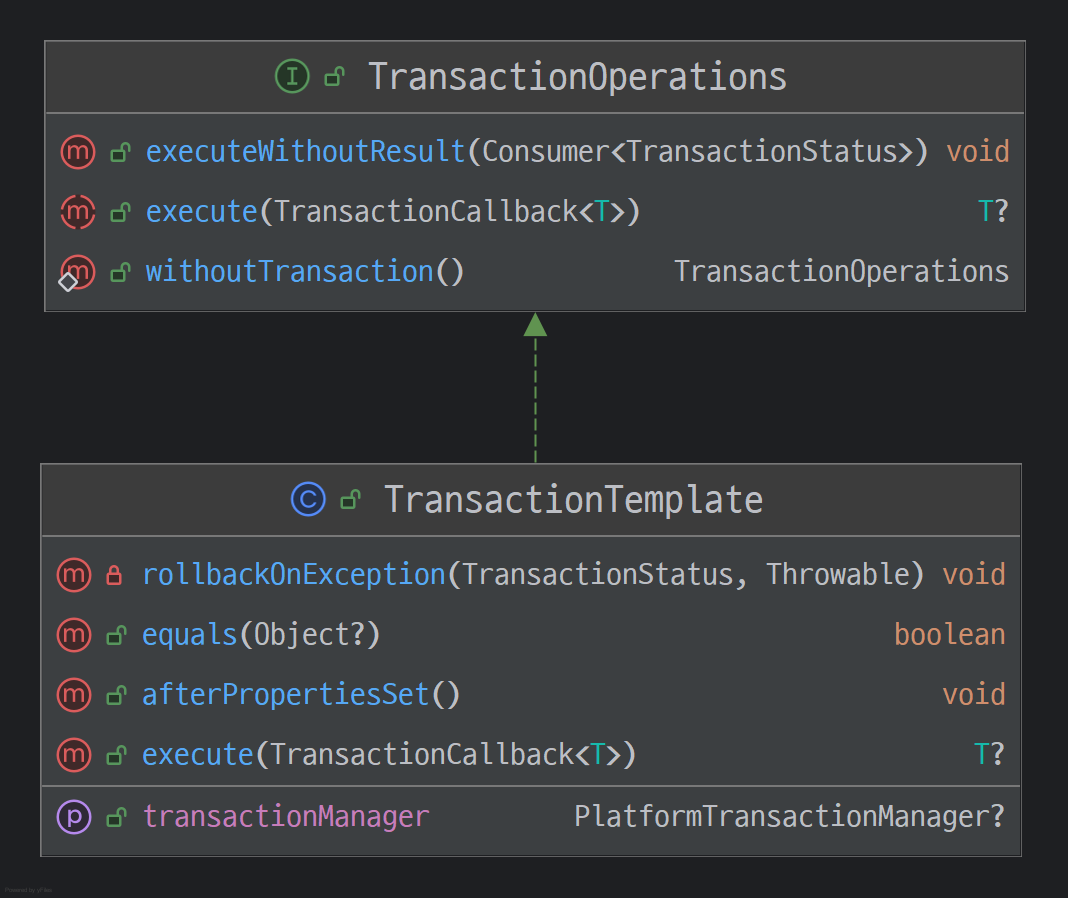 TransactionOperations
executeWithoutResult(Consumer<TransactionStatus>) void
execute(TransactionCallback<T>) T?
withoutTransaction() TransactionOperations
TransactionTemplate
rollbackOnException(TransactionStatus, Throwable) void
equals(Object?) boolean
afterPropertiesSet() void
execute(TransactionCallback<T>) T?
transactionManager PlatformTransactionManager?
Powered by yFiles